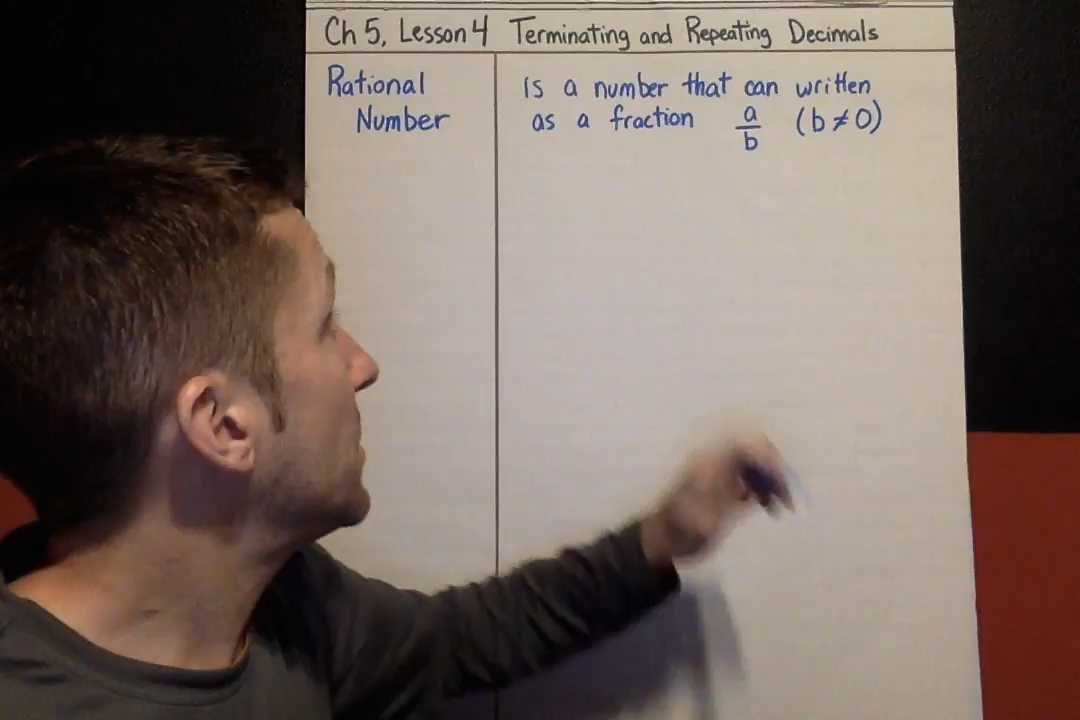 Ch 5, Lesson 4 Terminating and Repeating Decimals
Rational
Number
is a number that can written
as a fraction a/b (b ≠ 0)